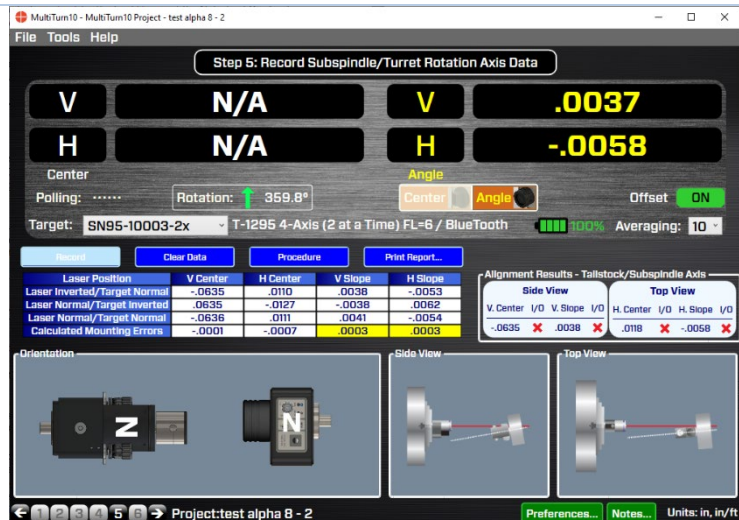 MultiTurn10 - MultiTurn10 Project - test alpha 8 - 2
File Tools Help
Step 5: Record Subspindle/Turret Rotation Axis Data
V N/A V .0037
H N/A H -.0058
Center Angle
Polling: ...... Rotation: 359.8° Center Angle Offset ON
Target: SN95-10003-2x T-1295 4-Axis (2 at a Time) FL=6 / BlueTooth 100% Averaging: 10
Record Clear Data Procedure Print Report...
Laser Position V Center H Center V Slope H Slope
Laser Inverted/Target Normal -.0635 .0110 .0038 -.0053
Laser Normal/Target Inverted .0635 -.0127 -.0038 .0062
Laser Normal/Target Normal -.0636 .0111 .0041 -.0054
Calculated Mounting Errors -.0001 -.0007 .0003 .0003
Alignment Results - Tailstock/Subspindle Axis
Side View Top View
V. Center I/O V. Slope I/O H. Center I/O H. Slope I/O
-.0635 .0038 .0118 -.0058
Orientation Side View Top View
N N
1 2 3 4 5 6 Project:test alpha 8 - 2 Preferences... Notes... Units: in, in/ft